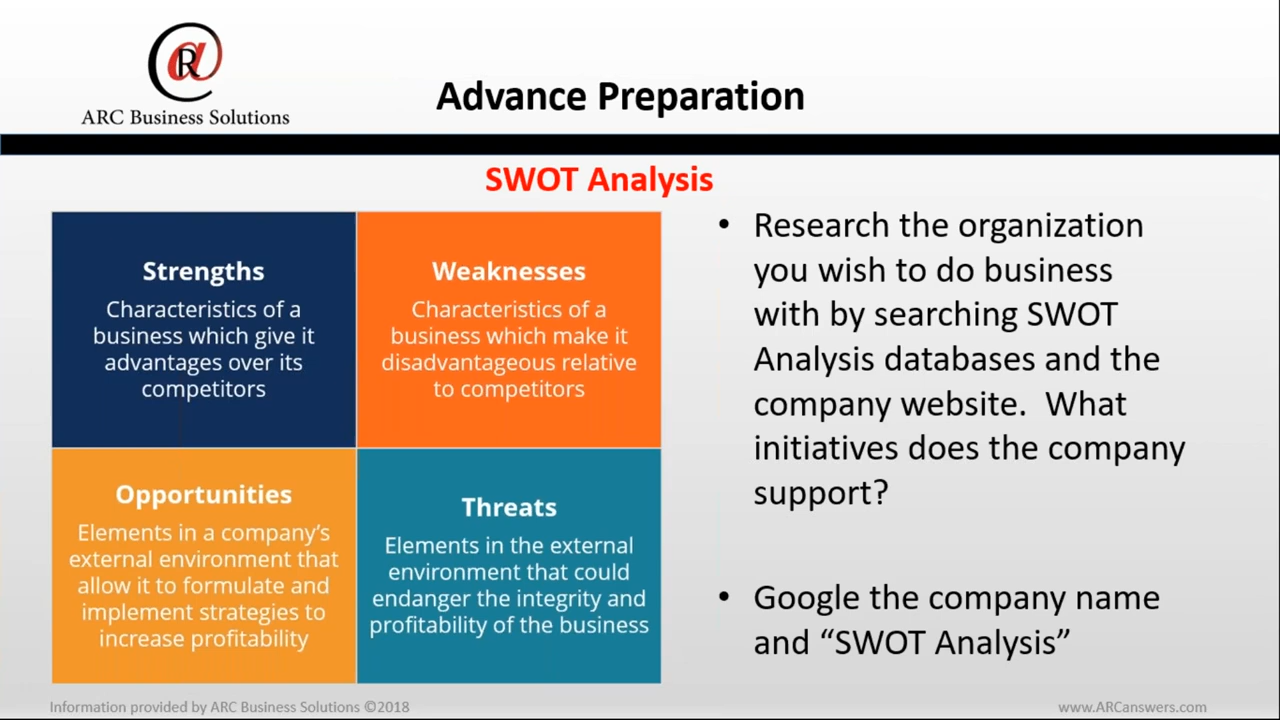 @R
ARC Business Solutions
Advance Preparation
SWOT Analysis
Strengths
Characteristics of a
business which give it
advantages over its
competitors
Weaknesses
Characteristics of a
business which make it
disadvantageous relative
to competitors
Opportunities
Elements in a company's
external environment that
allow it to formulate and
implement strategies to
increase profitability
Threats
Elements in the external
environment that could
endanger the integrity and
profitability of the business
• Research the organization
you wish to do business
with by searching SWOT
Analysis databases and the
company website.  What
initiatives does the company
support?
• Google the company name
and “SWOT Analysis”
Information provided by ARC Business Solutions ©2018
www.ARCanswers.com